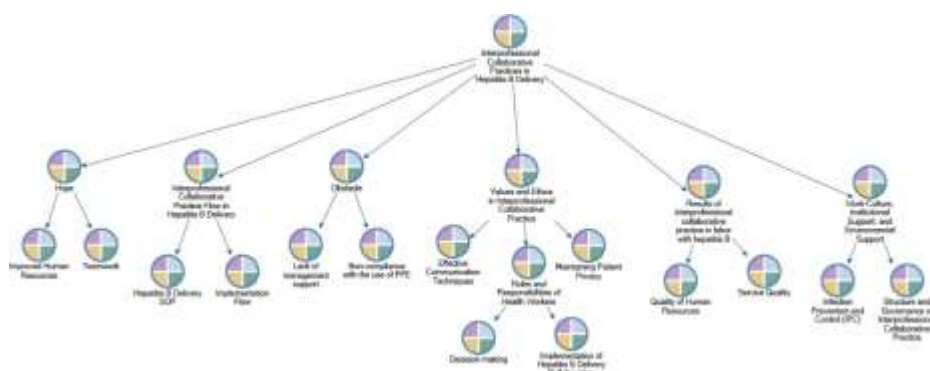 Interprofessional
Collaborative
Practices in
Hepatitis B Delivery
Hope
Interprofessional
Collaborative
Practice Flow in
Hepatitis B Delivery
Obstacle
Values and Ethics
in Interprofessional
Collaborative
Practice
Results of
interprofessional
collaborative
practice in labor
with hepatitis B
Work Culture,
Institutional
Support, and
Environmental
Support
Improved Human
Resources
Teamwork
Hepatitis B Delivery
SOP
Implementation
Flow
Lack of
management
support
Non-compliance
with the use of PPE
Effective
Communication
Techniques
Roles and
Responsibilities of
Health Workers
Maintaining Patient
Privacy
Quality of Human
Resources
Service Quality
Infection
Prevention and
Control (IPC)
Structure and
Governance of
Interprofessional
Collaborative
Practice
Decision making
Implementation of
Hepatitis B Delivery